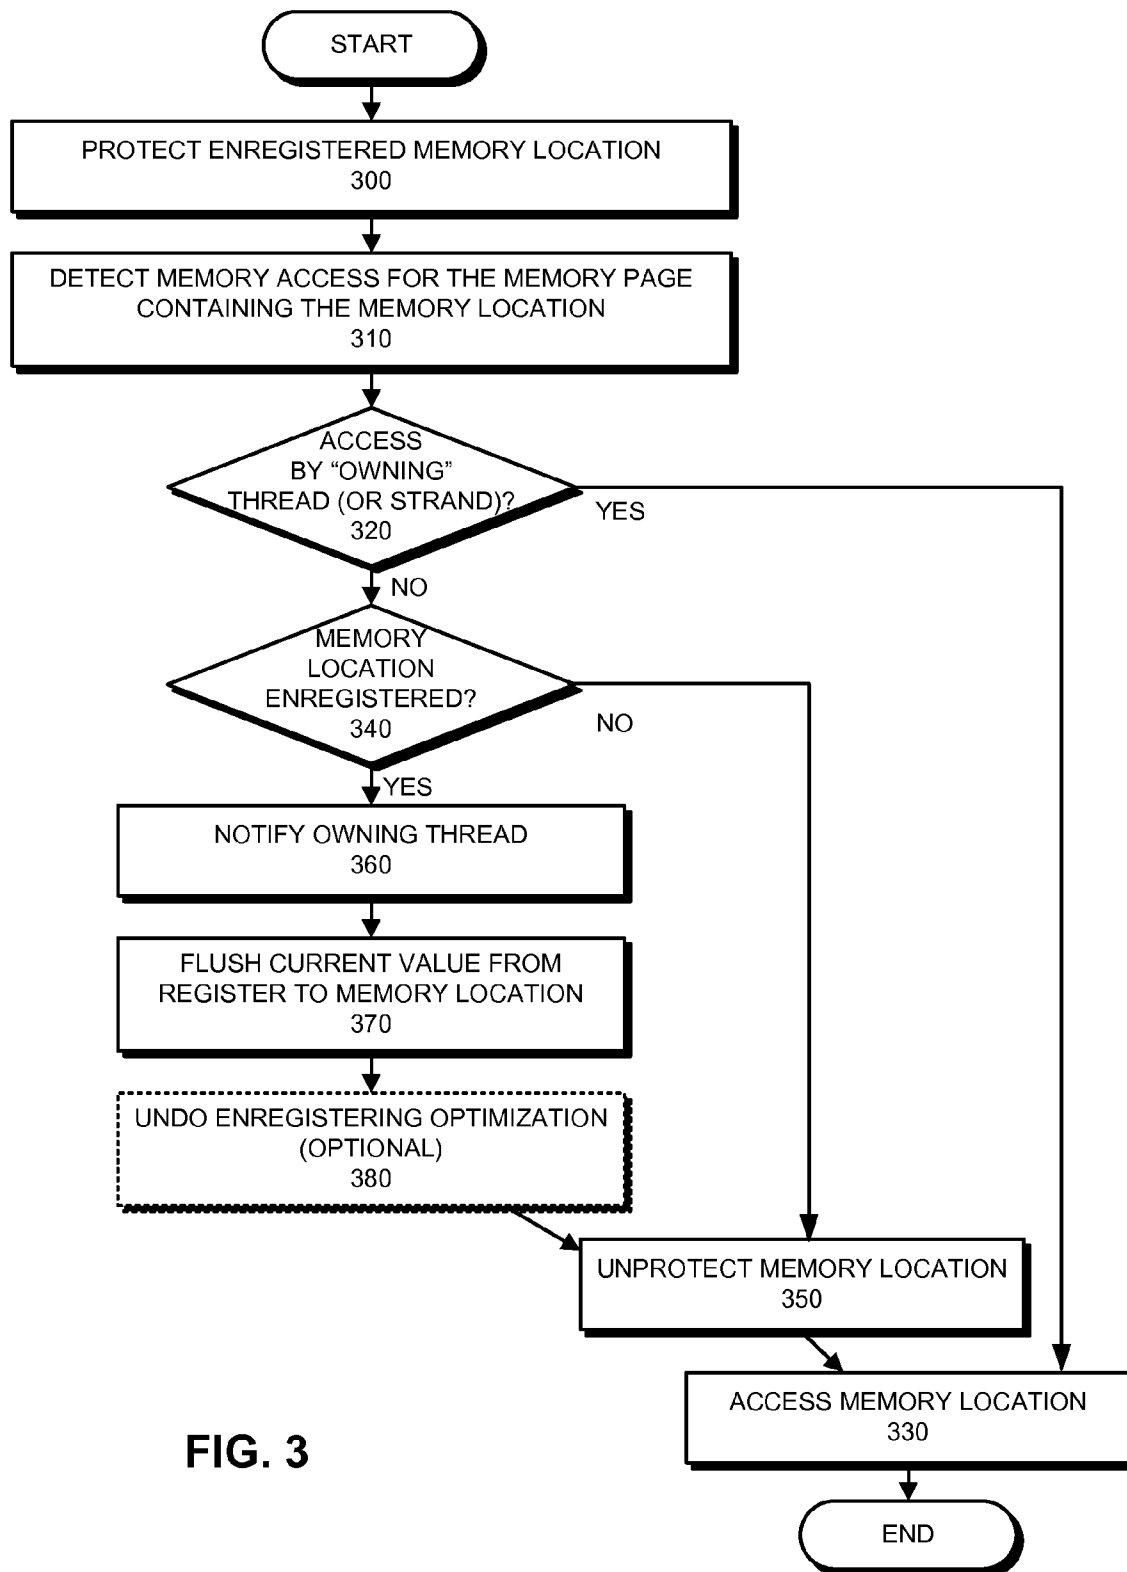 START
PROTECT ENREGISTERED MEMORY LOCATION
300
DETECT MEMORY ACCESS FOR THE MEMORY PAGE
CONTAINING THE MEMORY LOCATION
310
ACCESS
BY “OWNING”
THREAD (OR STRAND)?
320
YES
NO
MEMORY
LOCATION
ENREGISTERED?
340
NO
YES
NOTIFY OWNING THREAD
360
FLUSH CURRENT VALUE FROM
REGISTER TO MEMORY LOCATION
370
UNDO ENREGISTERING OPTIMIZATION
(OPTIONAL)
380
UNPROTECT MEMORY LOCATION
350
ACCESS MEMORY LOCATION
330
FIG. 3
END